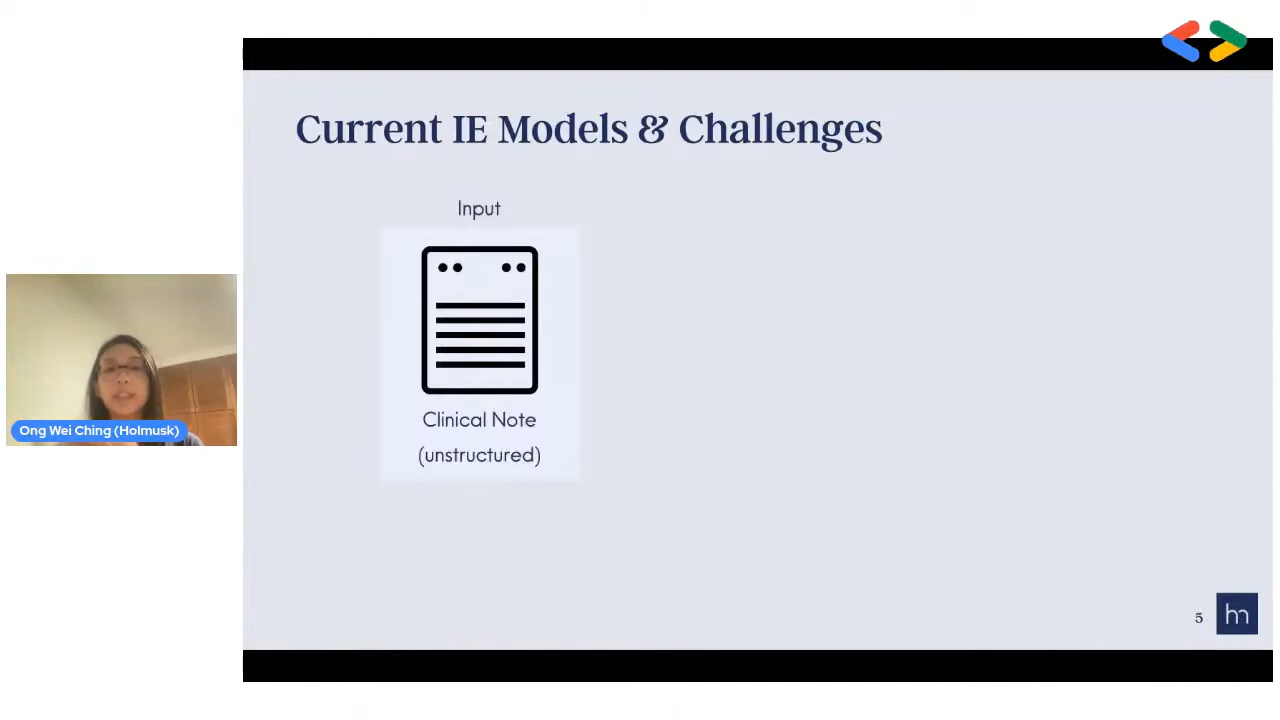 Current IE Models & Challenges
Input
Clinical Note
(unstructured)
Ong Wei Ching (Holmusk)
5
hm